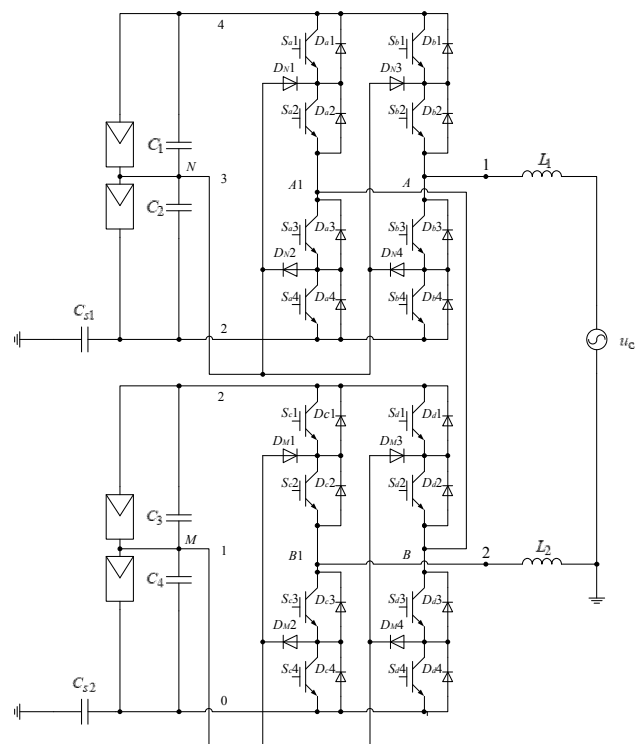 4
Sa1 Da1 Sb1 Db1
DN1 DN3
Sa2 Da2 Sb2 Db2
C1 N 3 1 L1
C2 A1 A
Sa3 Da3 Sb3 Db3
DN2 DN4
Sa4 Da4 Sb4 Db4
Cs1 2
2
Sc1 Dc1 Sd1 Dd1
DM1 DM3
Sc2 Dc2 Sd2 Dd2
C3 M 1 B1 B 2 L2
C4
Sc3 Dc3 Sd3 Dd3
DM2 DM4
Sc4 Dc4 Sd4 Dd4
Cs2 0